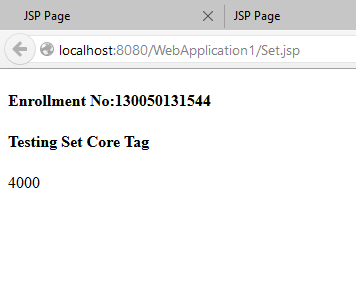 JSP Page
JSP Page
localhost:8080/WebApplication1/Set.jsp
Enrollment No:130050131544
Testing Set Core Tag
4000